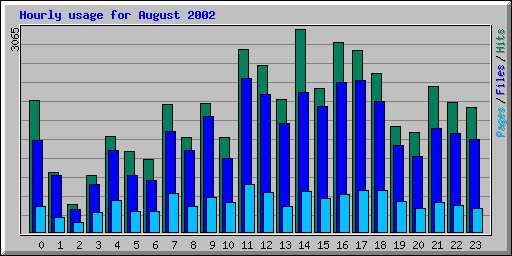 Hourly usage for August 2002
3065
Pages / Files / Hits
0 1 2 3 4 5 6 7 8 9 10 11 12 13 14 15 16 17 18 19 20 21 22 23